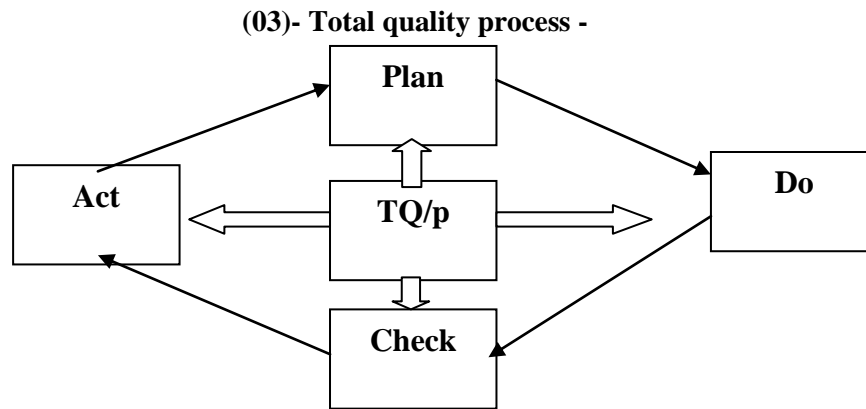 (03)- Total quality process -
Plan
Act
TQ/p
Do
Check